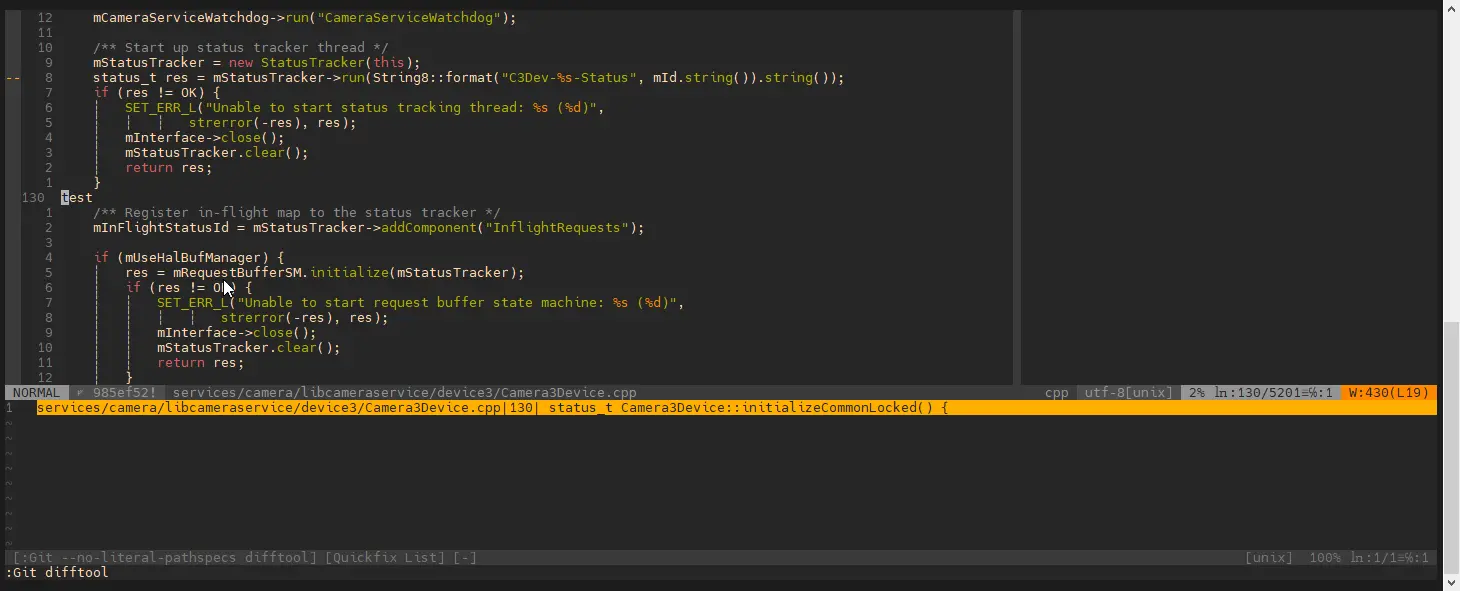 12 mCameraServiceWatchdog->run("CameraServiceWatchdog");
11
10 /** Start up status tracker thread */
9 mStatusTracker = new StatusTracker(this);
-- 8 status_t res = mStatusTracker->run(String8::format("C3Dev-%s-Status", mId.string()).string());
7 if (res != OK) {
6 SET_ERR_L("Unable to start status tracking thread: %s (%d)",
5 strerror(-res), res);
4 mInterface->close();
3 mStatusTracker.clear();
2 return res;
1 }
130 test
1 /** Register in-flight map to the status tracker */
2 mInFlightStatusId = mStatusTracker->addComponent("InflightRequests");
3
4 if (mUseHalBufManager) {
5 res = mRequestBufferSM.initialize(mStatusTracker);
6 if (res != OK) {
7 SET_ERR_L("Unable to start request buffer state machine: %s (%d)",
8 strerror(-res), res);
9 mInterface->close();
10 mStatusTracker.clear();
11 return res;
12 }
NORMAL 985ef52! services/camera/libcameraservice/device3/Camera3Device.cpp cpp utf-8[unix] 2% ln:130/5201≡℅:1 W:430(L19)
1 services/camera/libcameraservice/device3/Camera3Device.cpp|130| status_t Camera3Device::initializeCommonLocked() {
~
~
~
~
~
~
~
~
[:Git --no-literal-pathspecs difftool] [Quickfix List] [-] [unix] 100% ln:1/1≡℅:1
:Git difftool